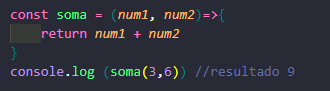 const soma = (num1, num2)=>{
    return num1 + num2
}
console.log (soma(3,6)) //resultado 9